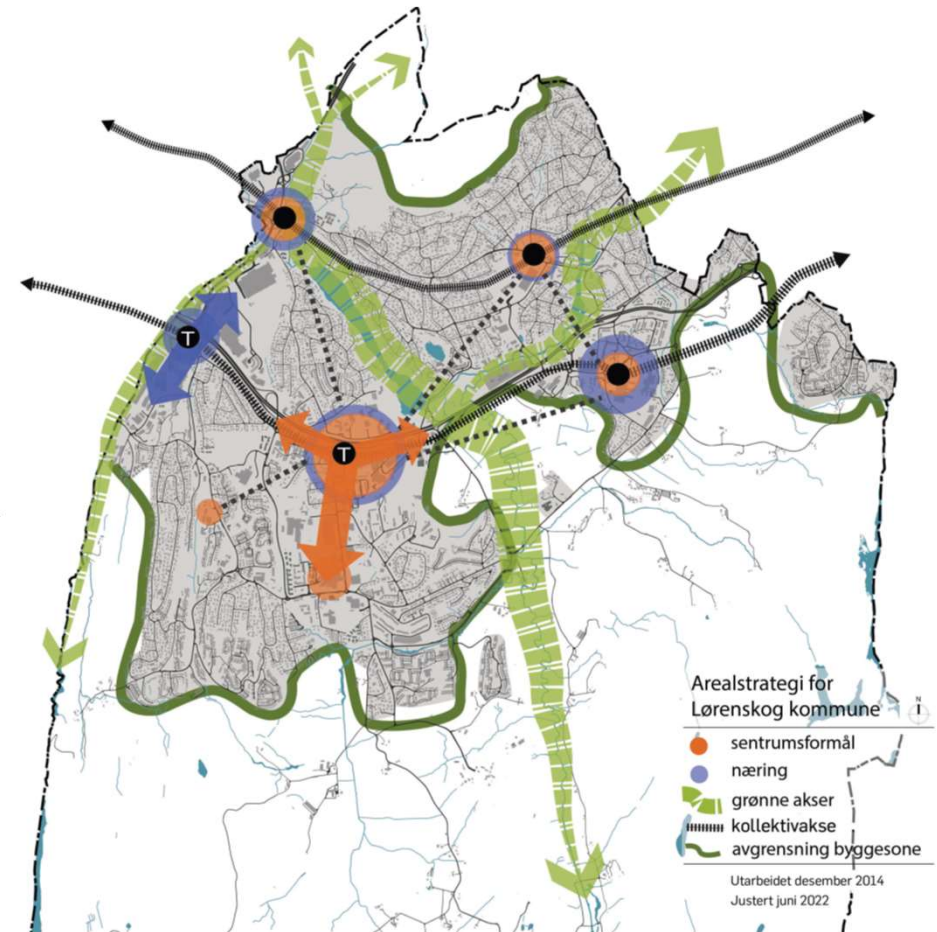 T
T
Arealstrategi for
Lørenskog kommune
N
sentrumsformål
næring
grønne akser
kollektivakse
avgrensning byggesone
Utarbeidet desember 2014
Justert juni 2022